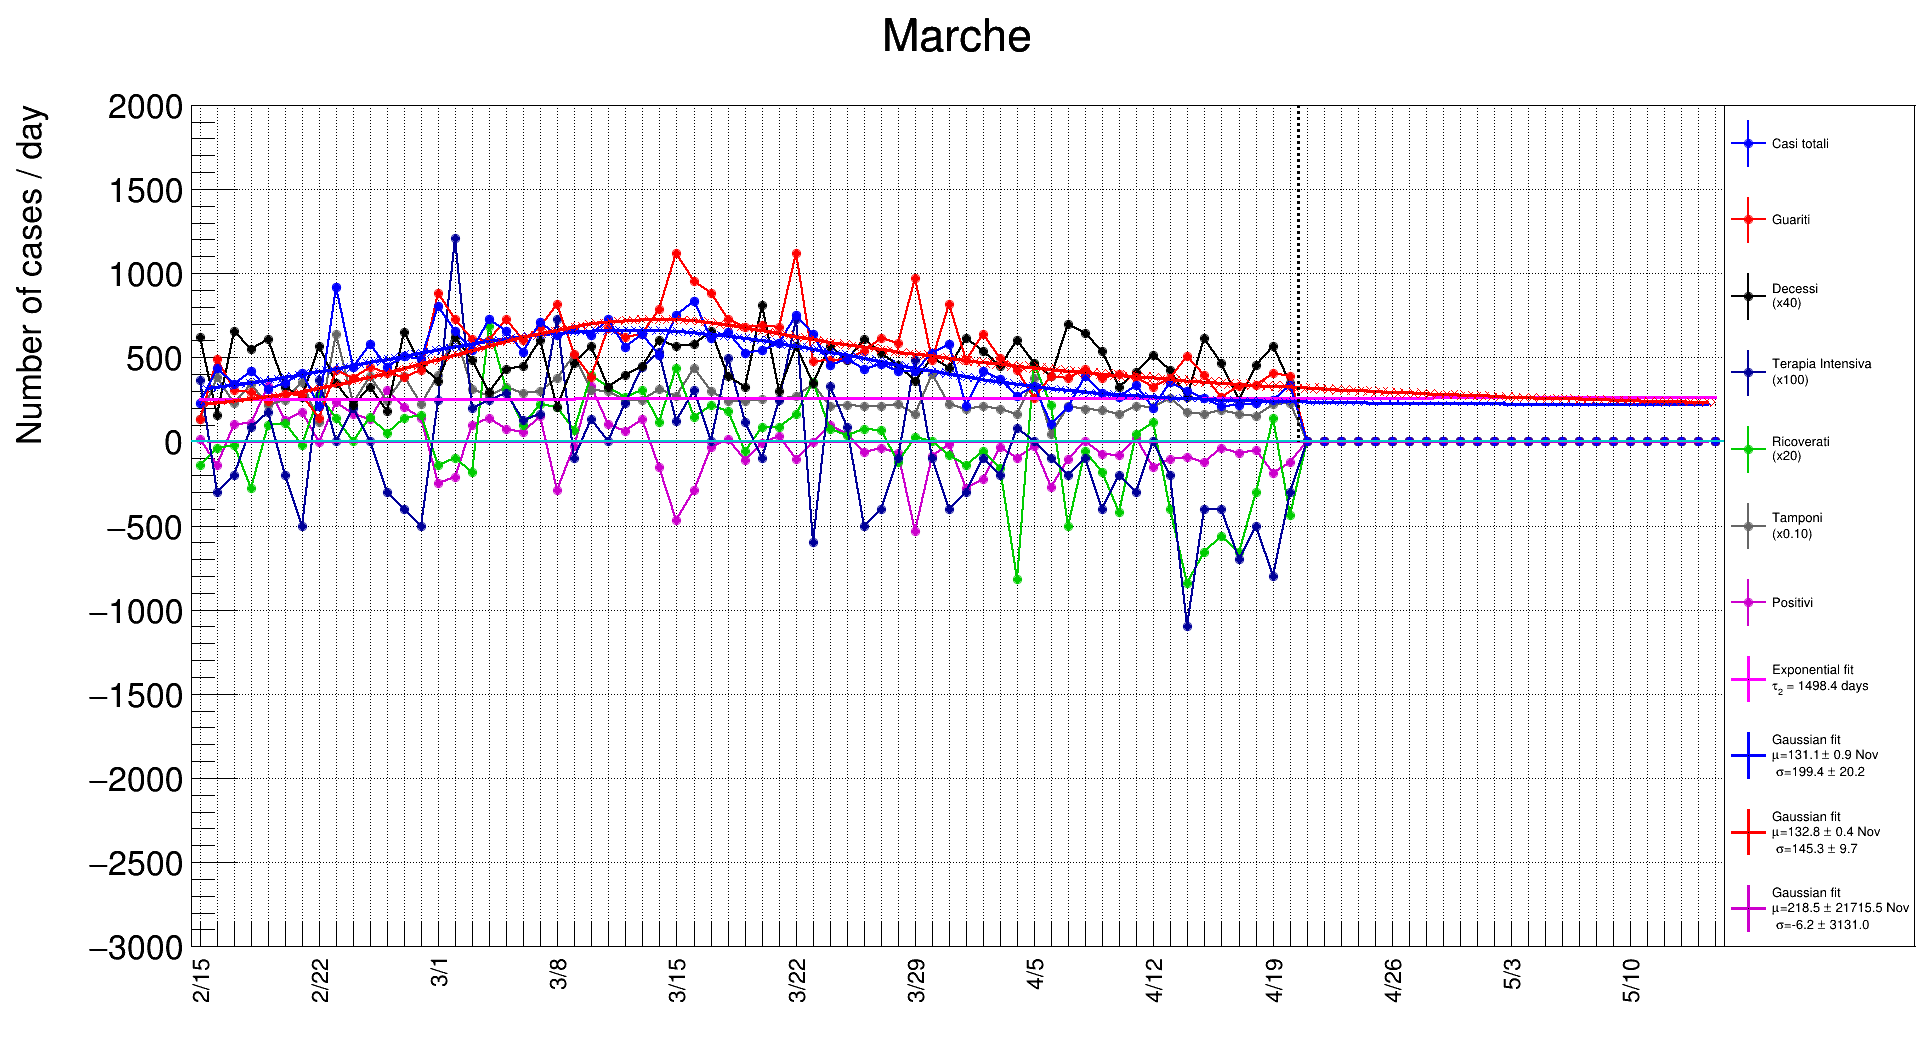 Marche
Number of cases / day
2000
1500
1000
500
0
−500
−1000
−1500
−2000
−2500
−3000
2/15
2/22
3/1
3/8
3/15
3/22
3/29
4/5
4/12
4/19
4/26
5/3
5/10
Casi totali
Guariti
Decessi
(x40)
Terapia Intensiva
(x100)
Ricoverati
(x20)
Tamponi
(x0.10)
Positivi
Exponential fit
τ2 = 1498.4 days
Gaussian fit
μ=131.1 ± 0.9 Nov
σ=199.4 ± 20.2
Gaussian fit
μ=132.8 ± 0.4 Nov
σ=145.3 ± 9.7
Gaussian fit
μ=218.5 ± 21715.5 Nov
σ=-6.2 ± 3131.0